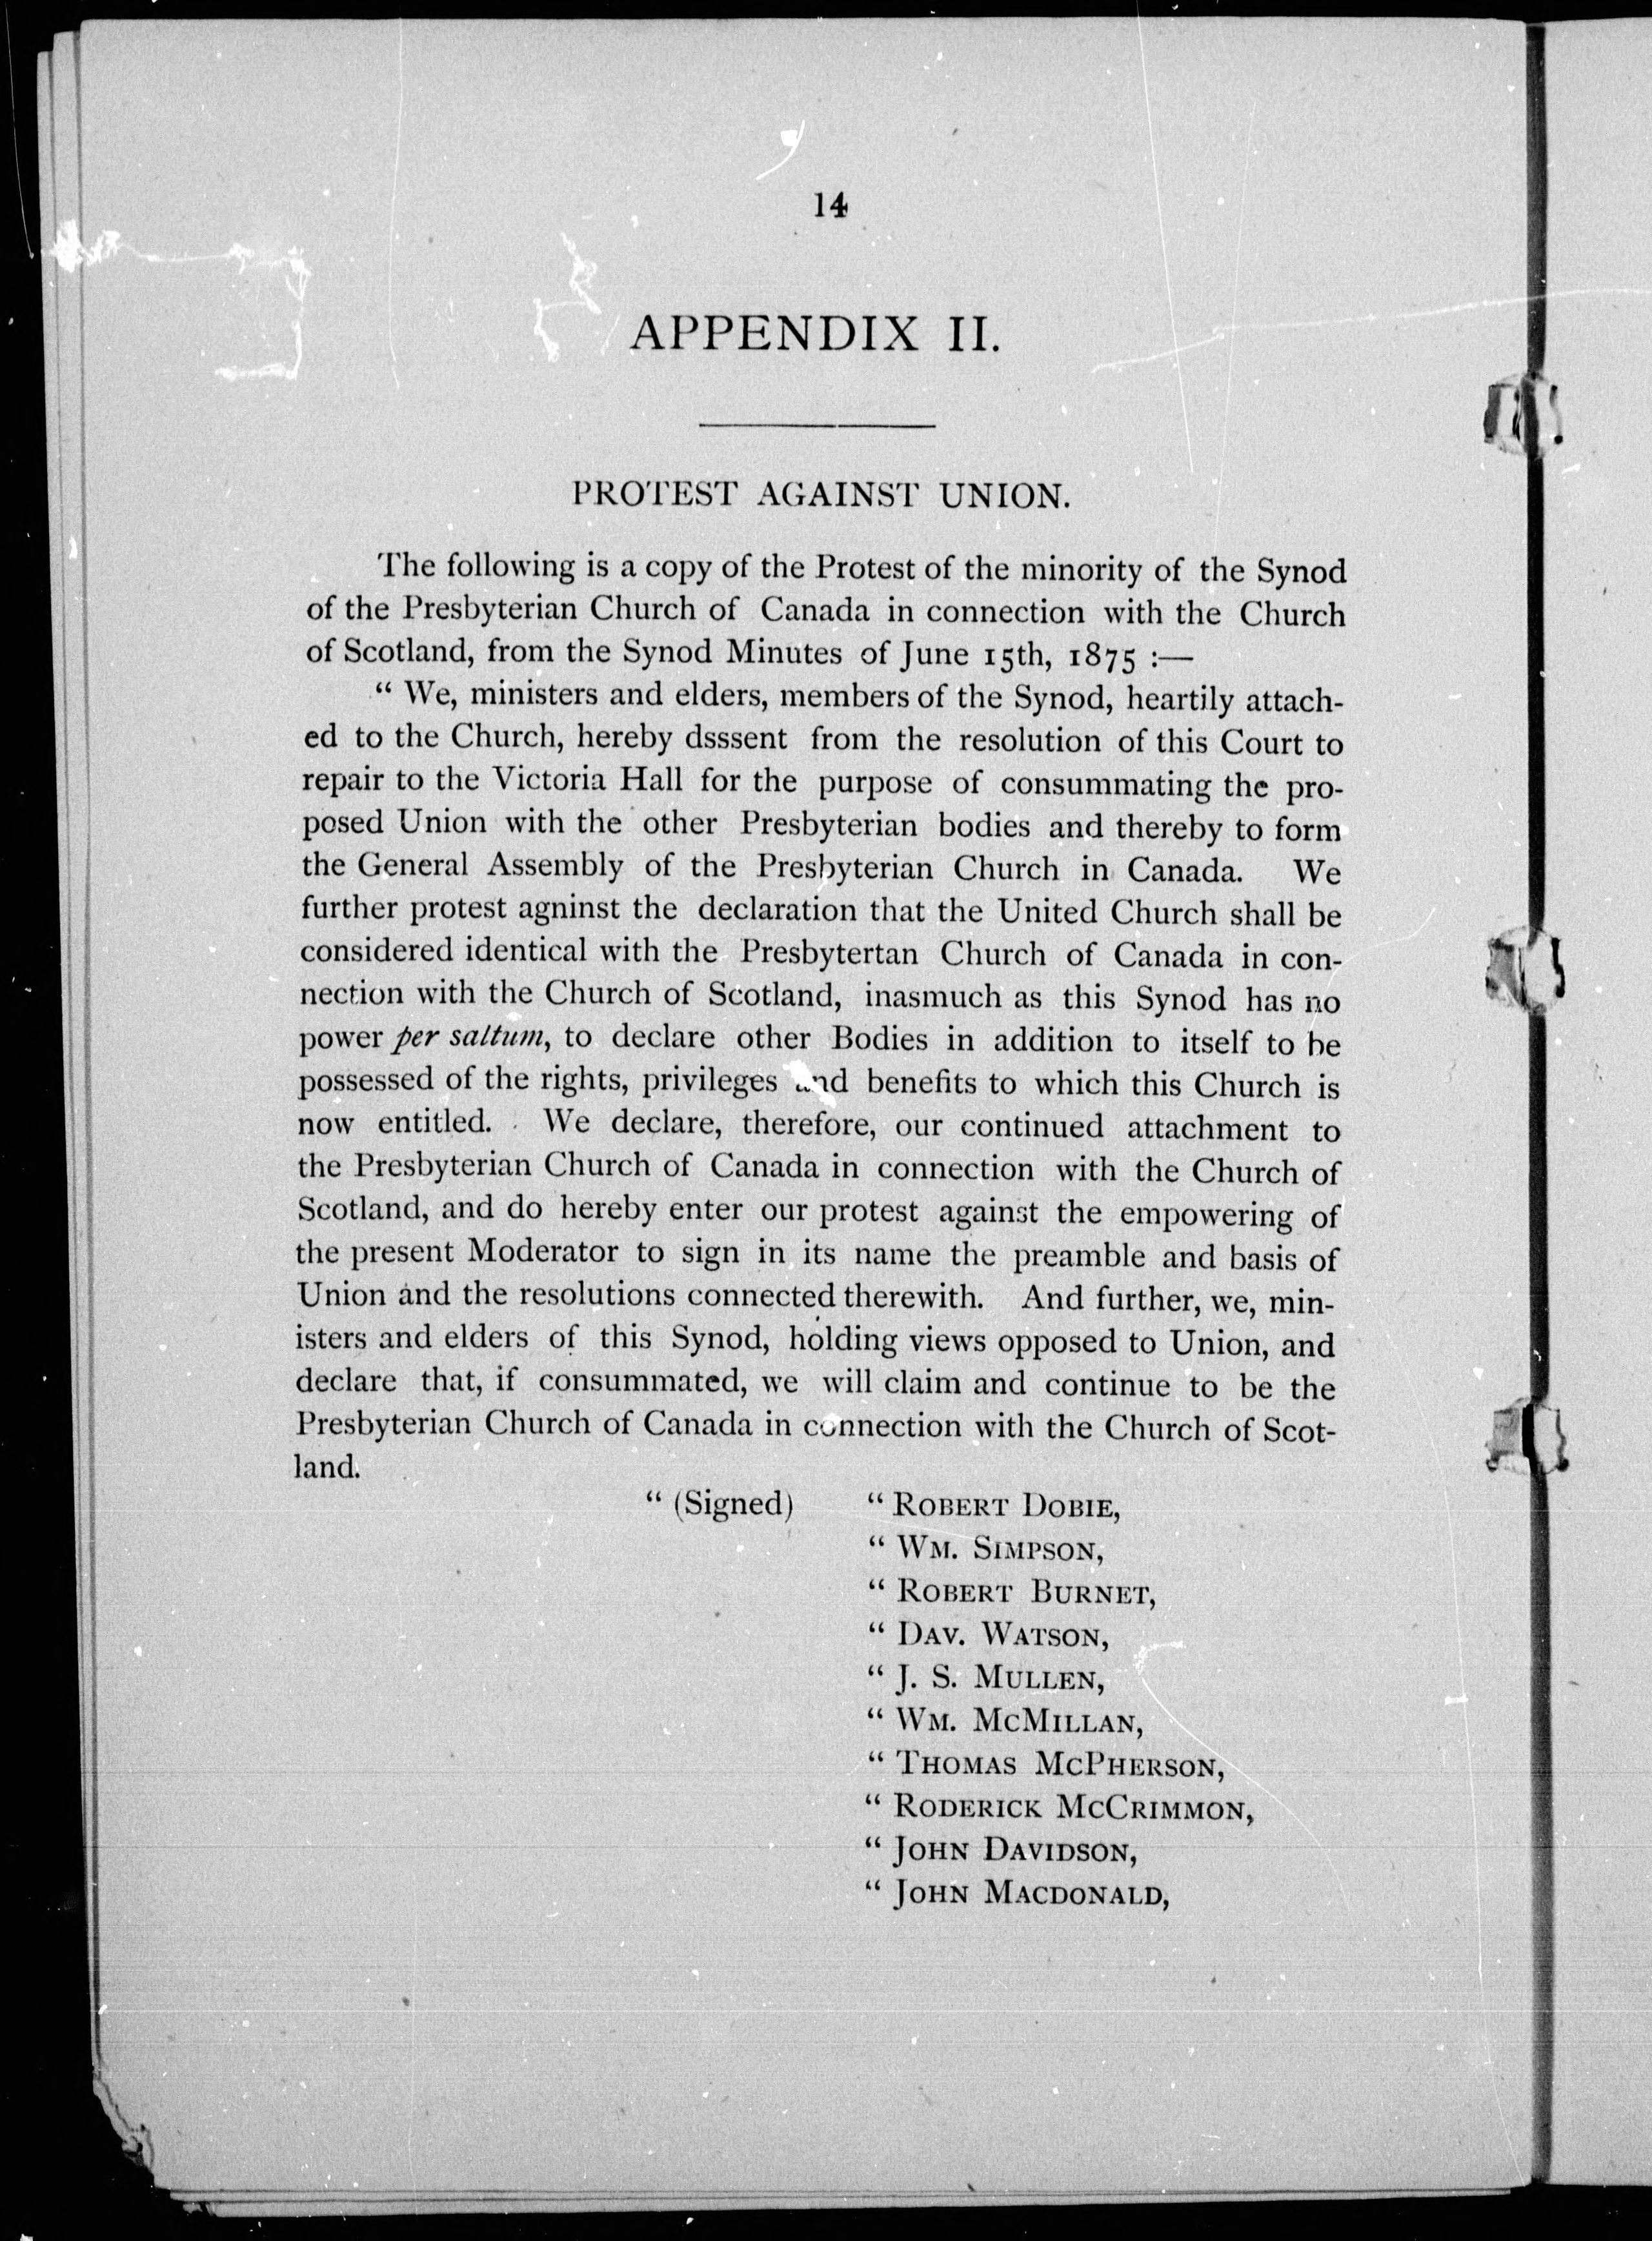 14
APPENDIX II.
PROTEST AGAINST UNION.
The following is a copy of the Protest of the minority of the Synod
of the Presbyterian Church of Canada in connection with the Church
of Scotland, from the Synod Minutes of June 15th, 1875 :—
“ We, ministers and elders, members of the Synod, heartily attach-
ed to the Church, hereby dsssent from the resolution of this Court to
repair to the Victoria Hall for the purpose of consummating the pro-
posed Union with the other Presbyterian bodies and thereby to form
the General Assembly of the Presbyterian Church in Canada. We
further protest agninst the declaration that the United Church shall be
considered identical with the Presbytertan Church of Canada in con-
nection with the Church of Scotland, inasmuch as this Synod has no
power per saltum, to declare other Bodies in addition to itself to be
possessed of the rights, privileges and benefits to which this Church is
now entitled. We declare, therefore, our continued attachment to
the Presbyterian Church of Canada in connection with the Church of
Scotland, and do hereby enter our protest against the empowering of
the present Moderator to sign in its name the preamble and basis of
Union and the resolutions connected therewith. And further, we, min-
isters and elders of this Synod, holding views opposed to Union, and
declare that, if consummated, we will claim and continue to be the
Presbyterian Church of Canada in connection with the Church of Scot-
land.
“ (Signed) “ ROBERT DOBIE,
“ WM. SIMPSON,
“ ROBERT BURNET,
“ DAV. WATSON,
“ J. S. MULLEN,
“ WM. MCMILLAN,
“ THOMAS MCPHERSON,
“ RODERICK MCCRIMMON,
“ JOHN DAVIDSON,
“ JOHN MACDONALD,